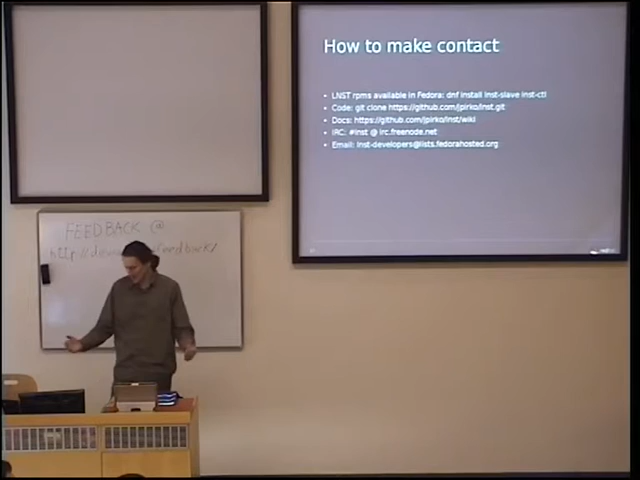 How to make contact
• LNST rpms available in Fedora: dnf install lnst-slave lnst-ctl
• Code: git clone https://github.com/jpirko/lnst.git
• Docs: https://github.com/jpirko/lnst/wiki
• IRC: #lnst @ irc.freenode.net
• Email: lnst-developers@lists.fedorahosted.org
FEEDBACK @